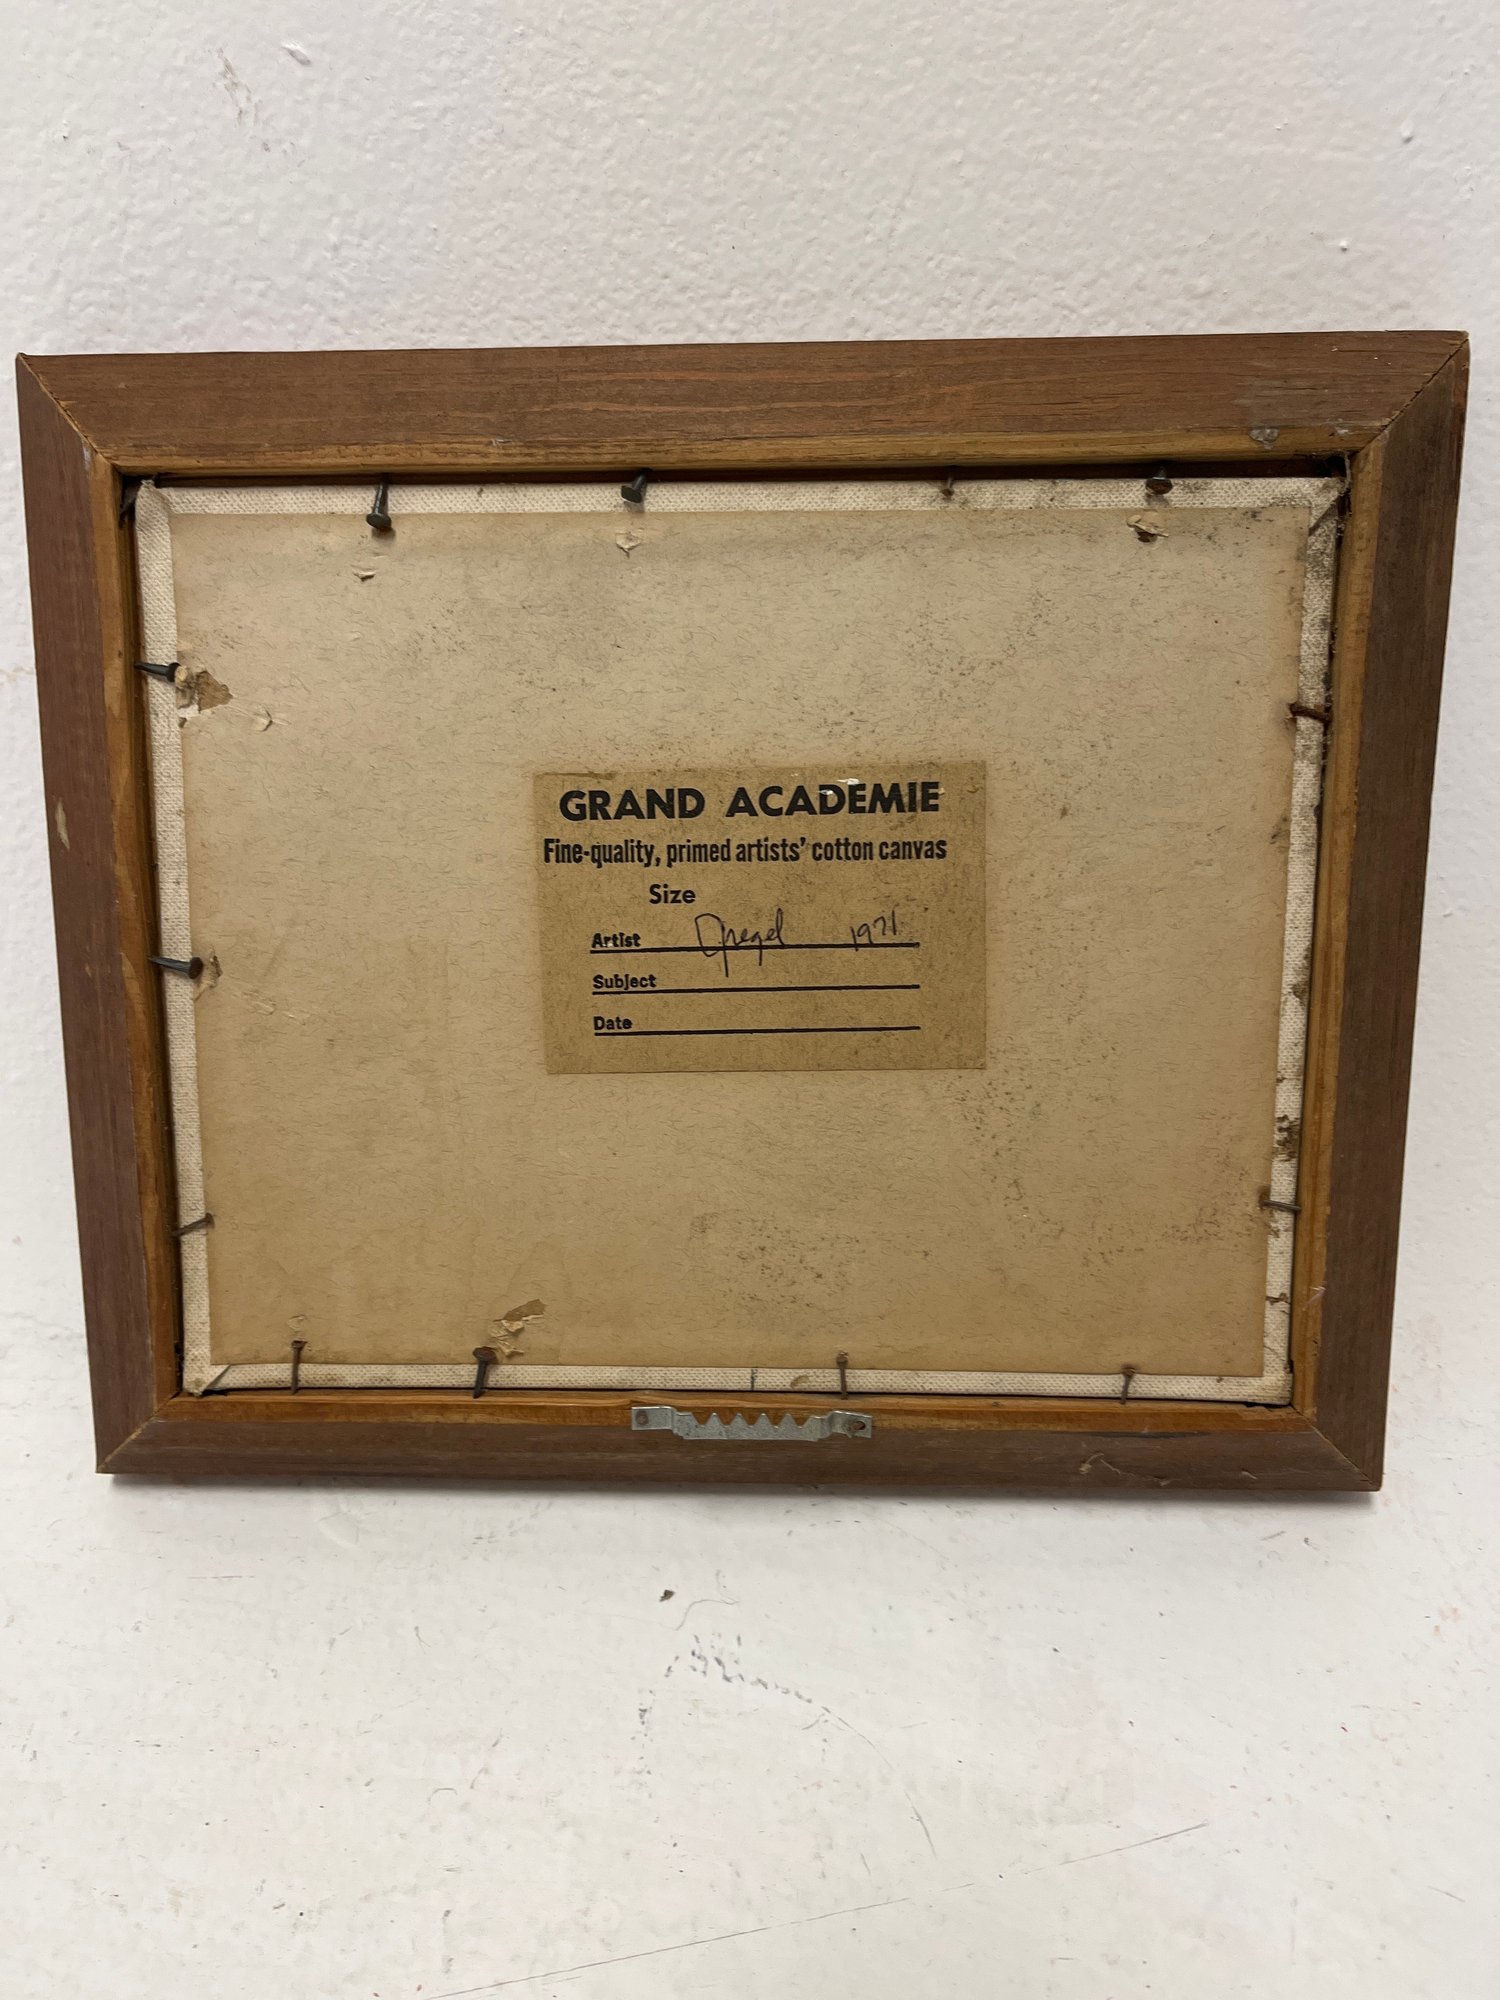 GRAND ACADEMIE
Fine-quality, primed artists' cotton canvas
Size
Artist 1971
Subject
Date